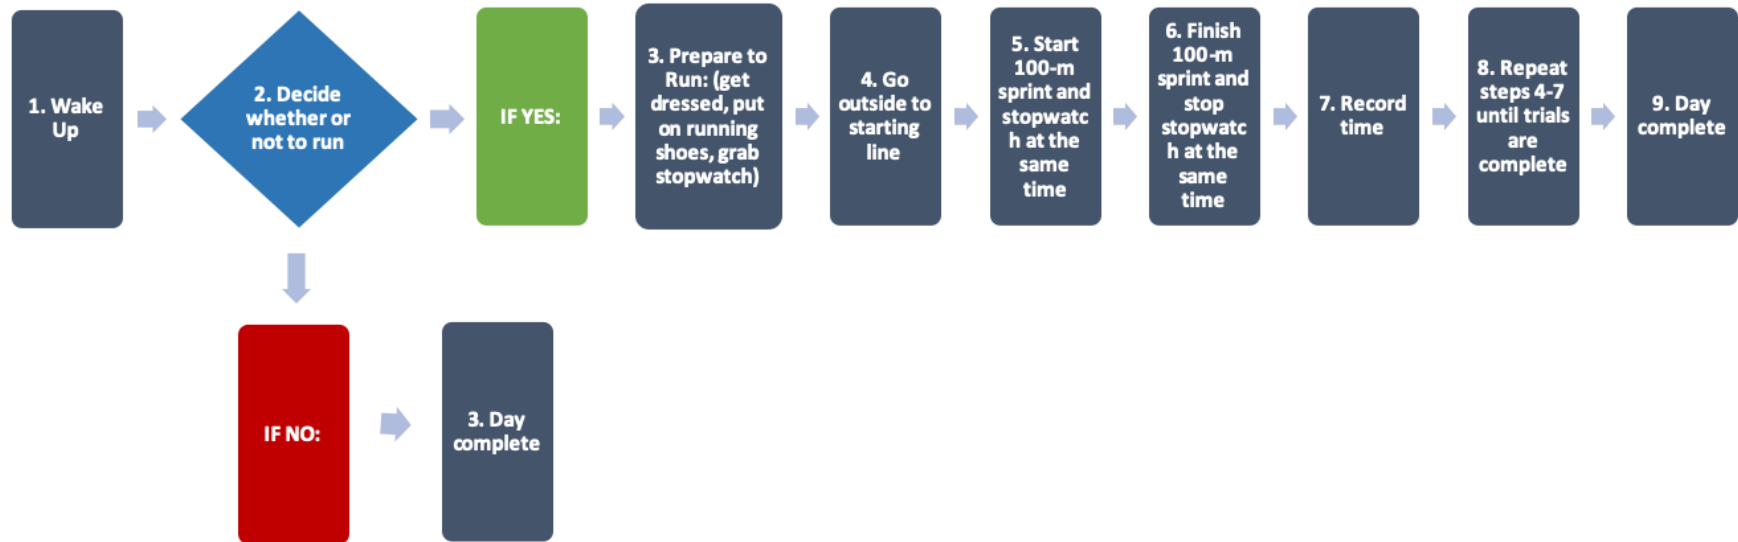 1. Wake
Up
2. Decide
whether or
not to run
IF YES:
3. Prepare to
Run: (get
dressed, put
on running
shoes, grab
stopwatch)
4. Go
outside to
starting
line
5. Start
100-m
sprint and
stopwatc
h at the
same
time
6. Finish
100-m
sprint and
stop
stopwatc
h at the
same
time
7. Record
time
8. Repeat
steps 4-7
until trials
are
complete
9. Day
complete
IF NO:
3. Day
complete